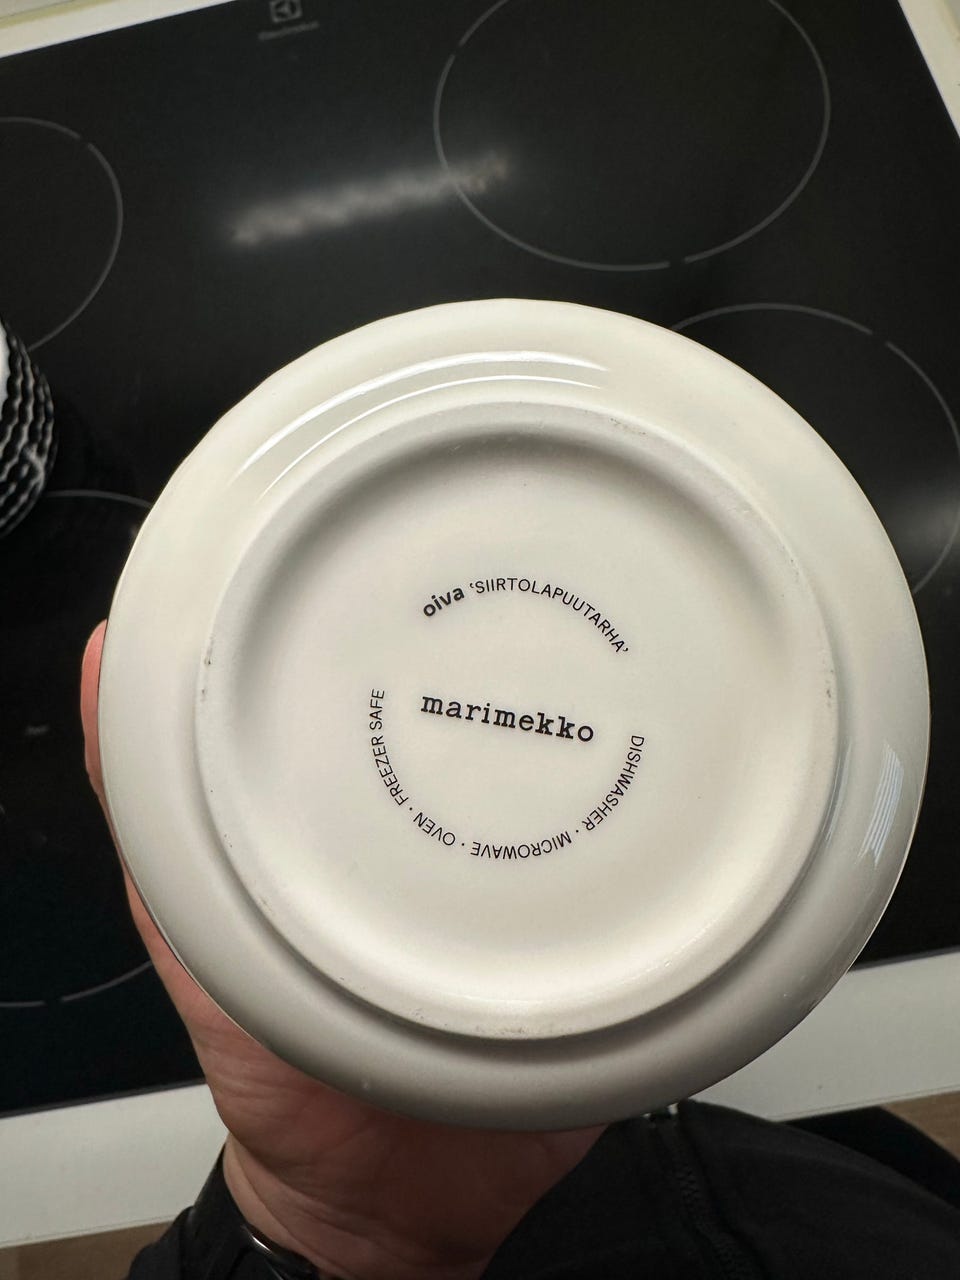 oiva ‘SIIRTOLAPUUTARHA’
marimekko
DISHWASHER · MICROWAVE · OVEN · FREEZER SAFE